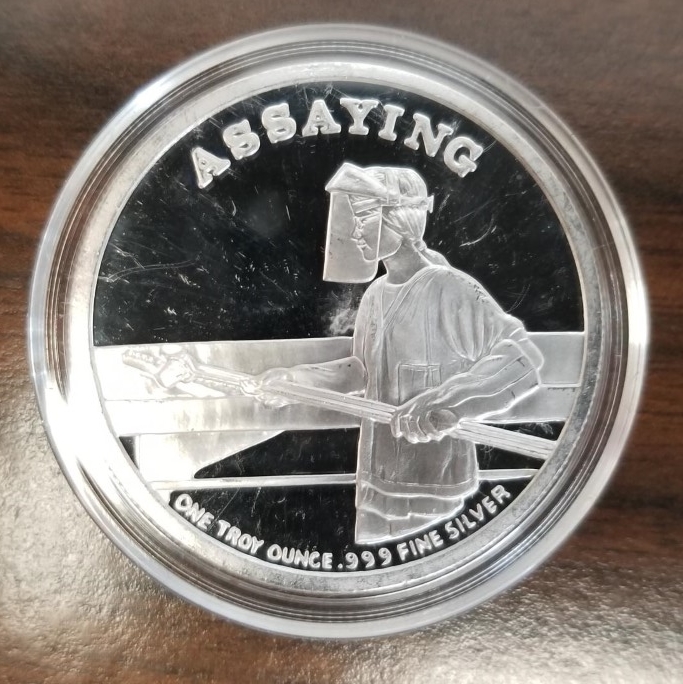 ASSAYING
ONE TROY OUNCE .999 FINE SILVER